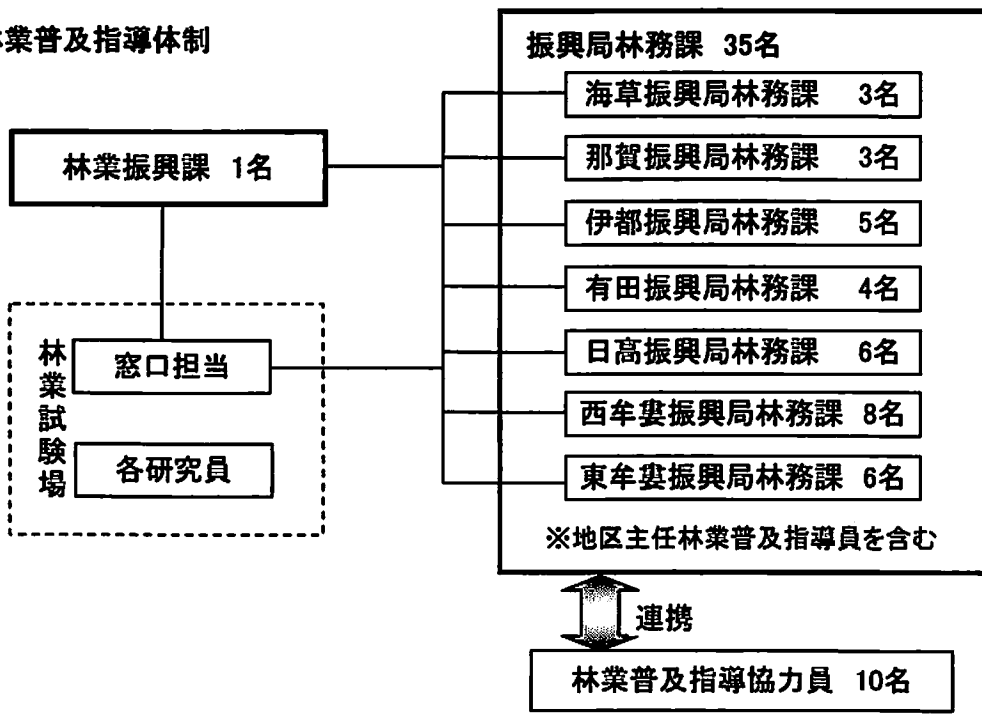 林業普及指導体制
林業振興課 1名
林業試験場
窓口担当
各研究員
振興局林務課 35名
海草振興局林務課 3名
那賀振興局林務課 3名
伊都振興局林務課 5名
有田振興局林務課 4名
日高振興局林務課 6名
西牟婁振興局林務課 8名
東牟婁振興局林務課 6名
※地区主任林業普及指導員を含む
連携
林業普及指導協力員 10名